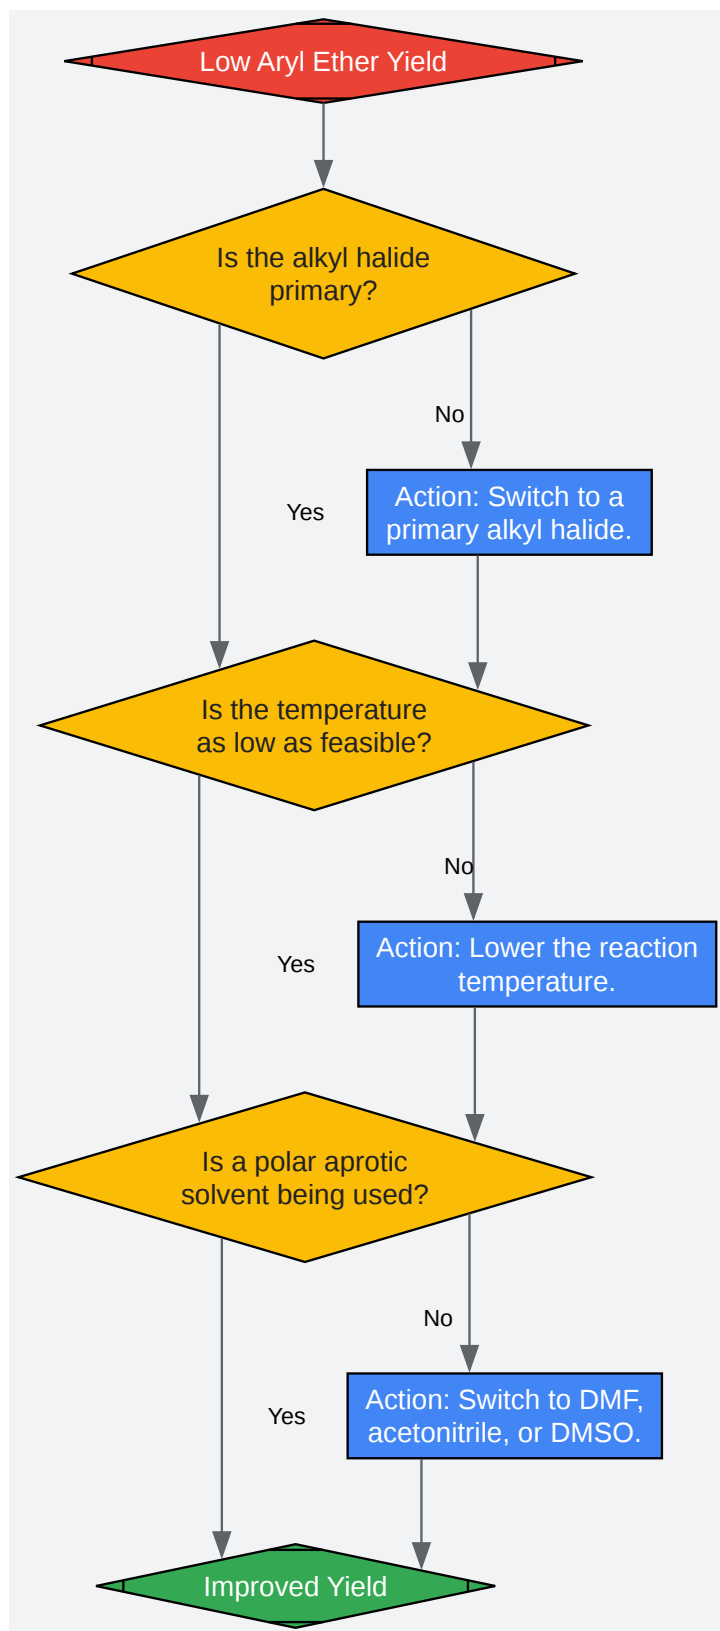 Low Aryl Ether Yield
Is the alkyl halide
primary?
No
Yes
Action: Switch to a
primary alkyl halide.
Is the temperature
as low as feasible?
No
Yes
Action: Lower the reaction
temperature.
Is a polar aprotic
solvent being used?
No
Yes
Action: Switch to DMF,
acetonitrile, or DMSO.
Improved Yield